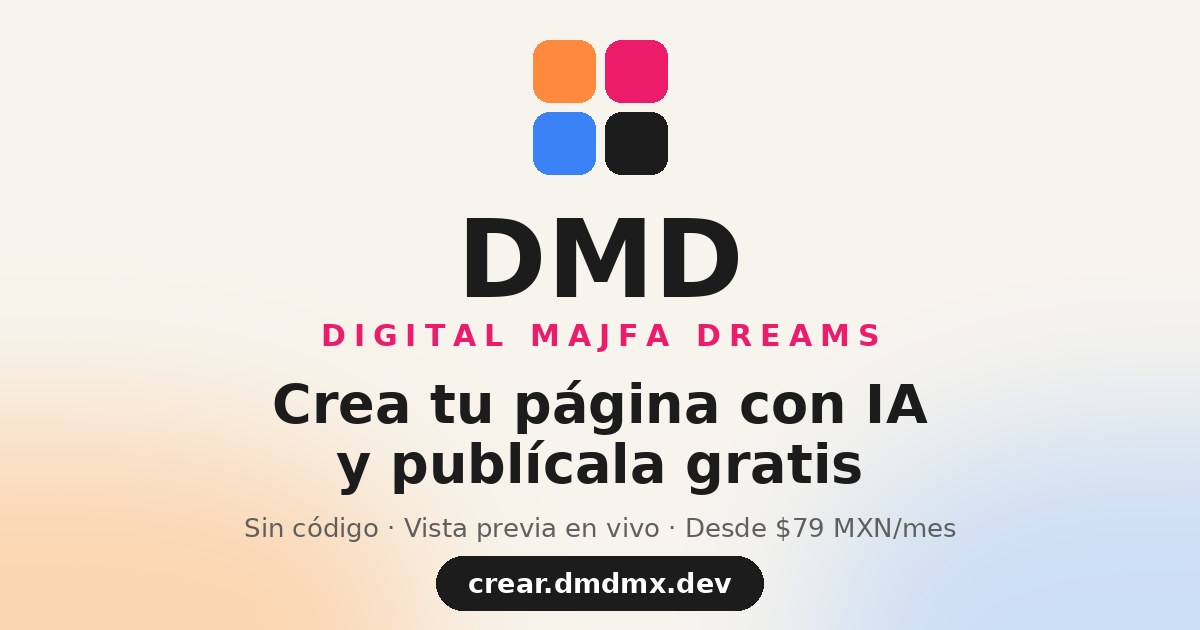 DMD
DIGITAL MAJFA DREAMS
Crea tu página con IA
y publícala gratis
Sin código · Vista previa en vivo · Desde $79 MXN/mes
crear.dmdmx.dev